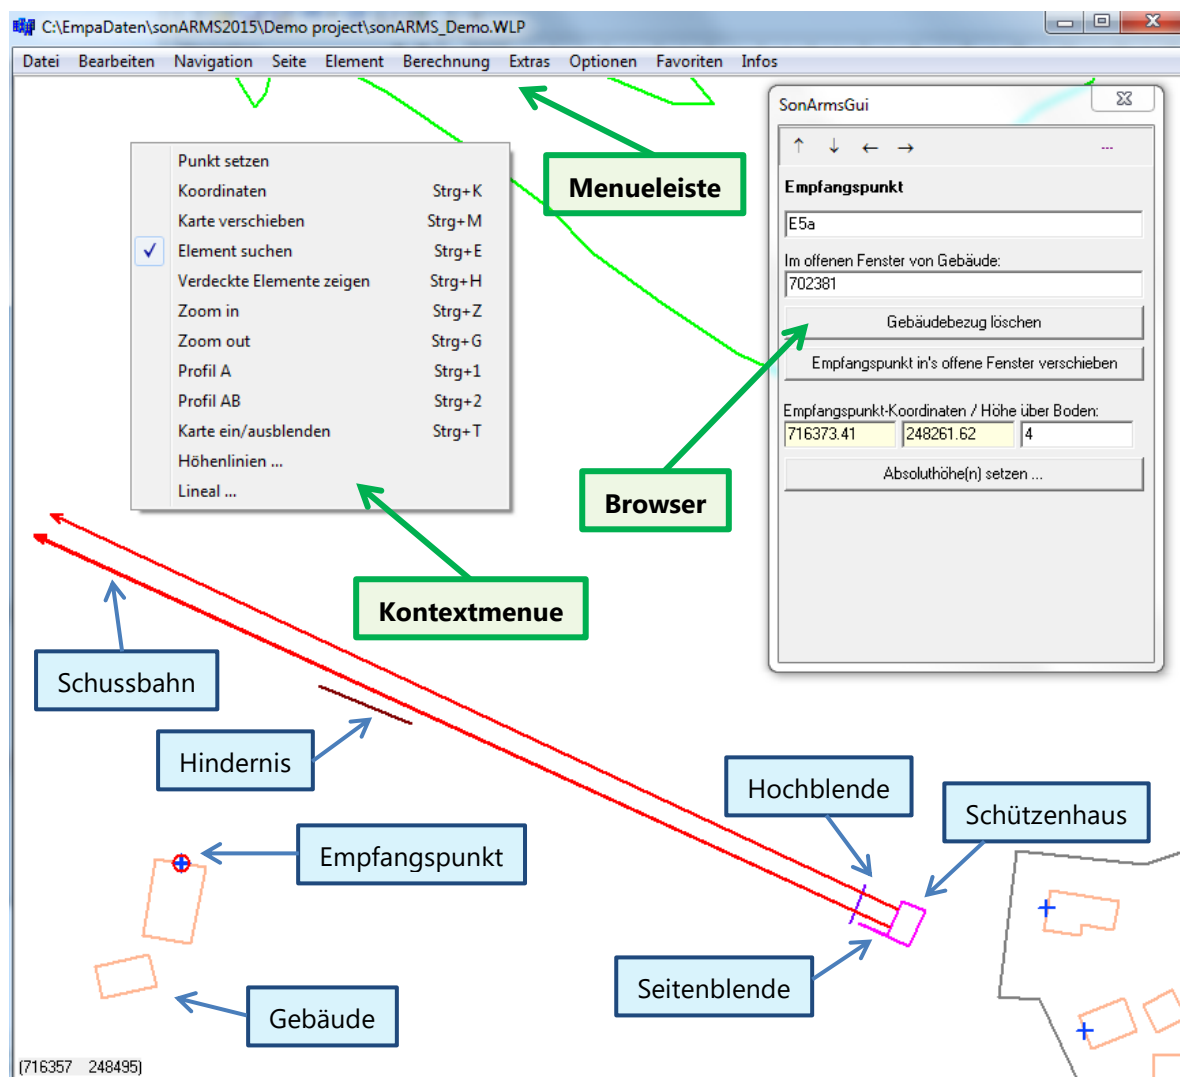 C:\EmpaDaten\sonARMS2015\Demo project\sonARMS_Demo.WLP
Datei Bearbeiten Navigation Seite Element Berechnung Extras Optionen Favoriten Infos
Punkt setzen
Koordinaten Strg+K
Karte verschieben Strg+M
Element suchen Strg+E
Verdeckte Elemente zeigen Strg+H
Zoom in Strg+Z
Zoom out Strg+G
Profil A Strg+1
Profil AB Strg+2
Karte ein/ausblenden Strg+T
Höhenlinien ...
Lineal ...
Menueleiste
SonArmsGui
...
Empfangspunkt
E5a
Im offenen Fenster von Gebäude:
702381
Gebäudebezug löschen
Empfangspunkt in's offene Fenster verschieben
Empfangspunkt-Koordinaten / Höhe über Boden:
716373.41 248261.62 4
Absoluthöhe(n) setzen ...
Browser
Kontextmenue
Schussbahn
Hindernis
Hochblende
Schützenhaus
Empfangspunkt
Seitenblende
Gebäude
(716357 248495)